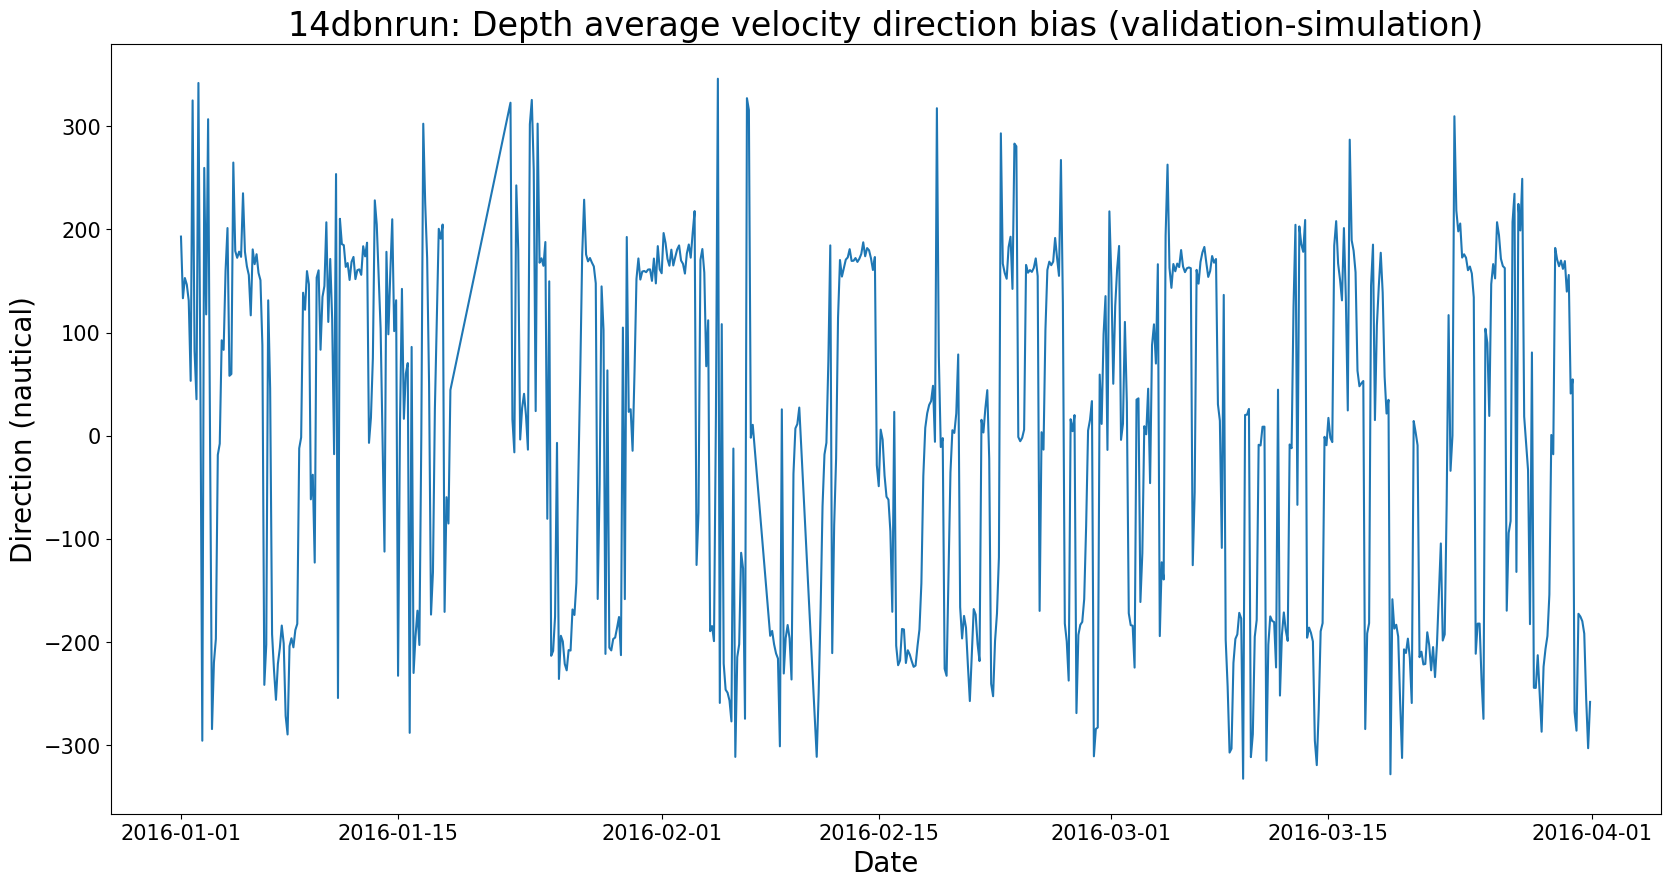 14dbnrun: Depth average velocity direction bias (validation-simulation)
300
200
100
0
−100
−200
−300
Direction (nautical)
2016-01-01 2016-01-15 2016-02-01 2016-02-15 2016-03-01 2016-03-15 2016-04-01
Date